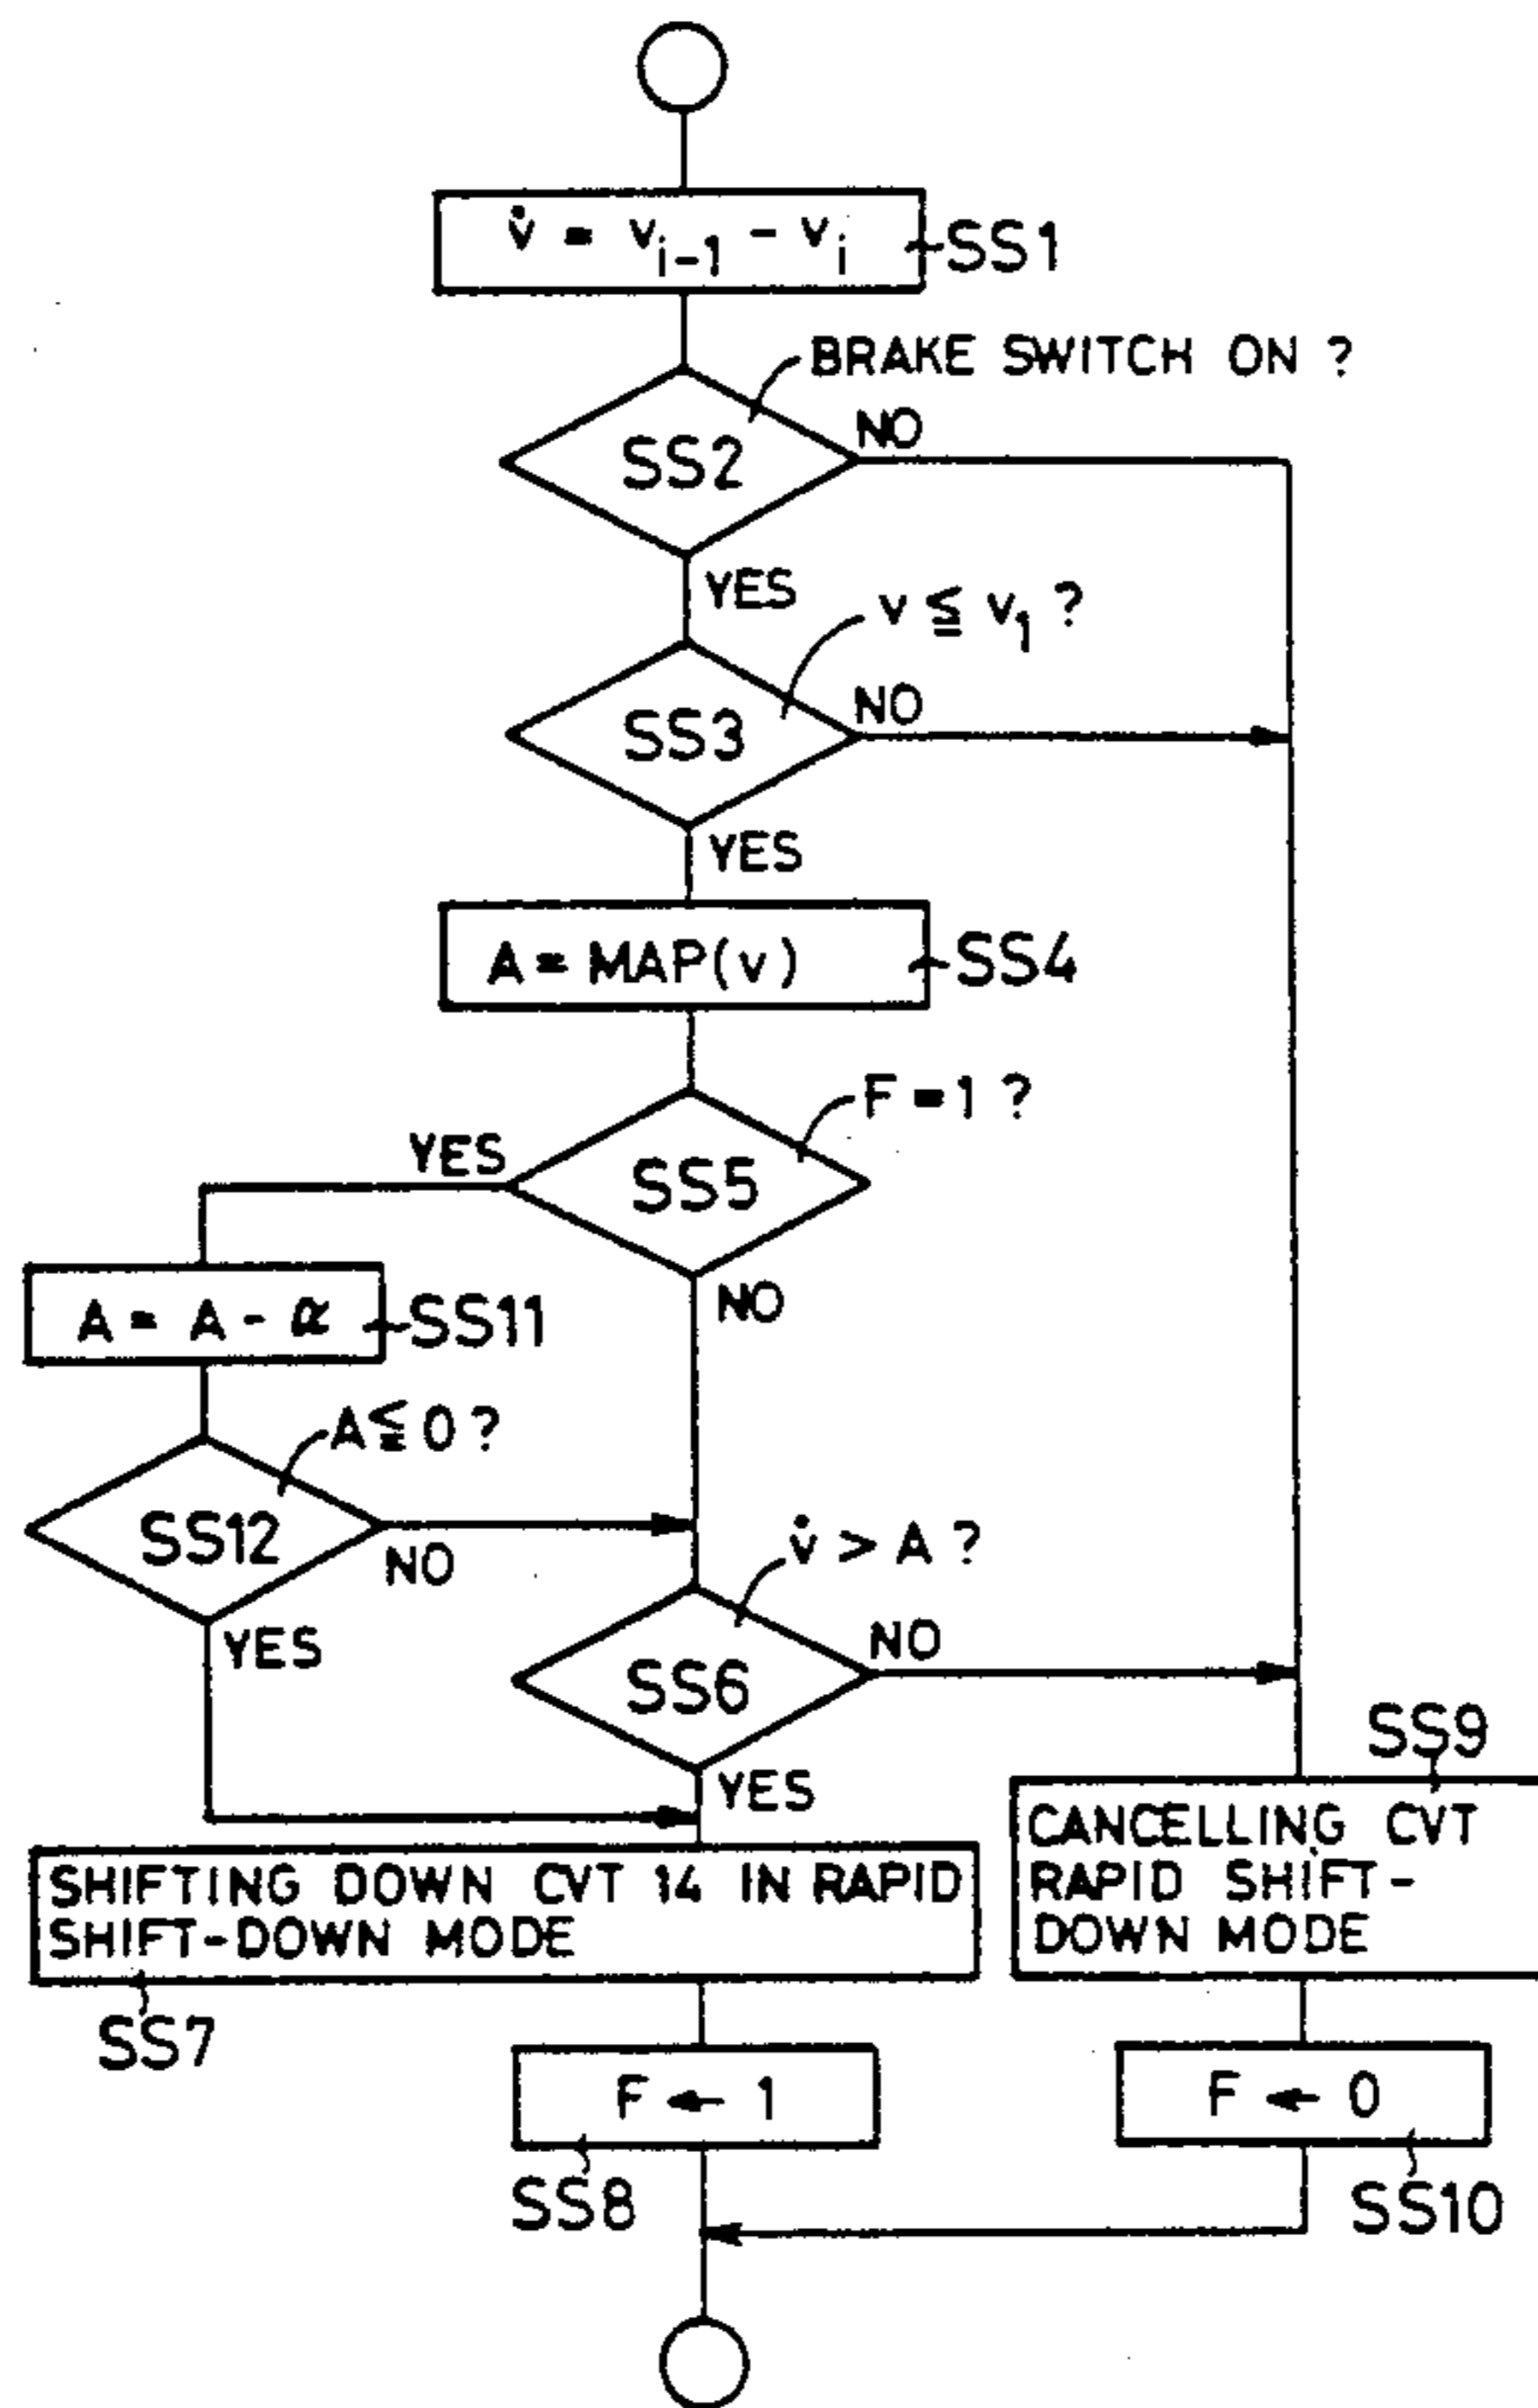 v̇ = v_{i-1} - v_i
SS1
BRAKE SWITCH ON ?
SS2
NO
YES
v ≦ v_1 ?
SS3
NO
YES
A = MAP(v)
SS4
F = 1 ?
YES
SS5
NO
A = A - α
SS11
A ≦ 0 ?
SS12
NO
YES
v̇ > A ?
SS6
NO
YES
SS9
CANCELLING CVT
RAPID SHIFT-
DOWN MODE
SHIFTING DOWN CVT 14 IN RAPID
SHIFT-DOWN MODE
SS7
F ← 1
SS8
F ← 0
SS10